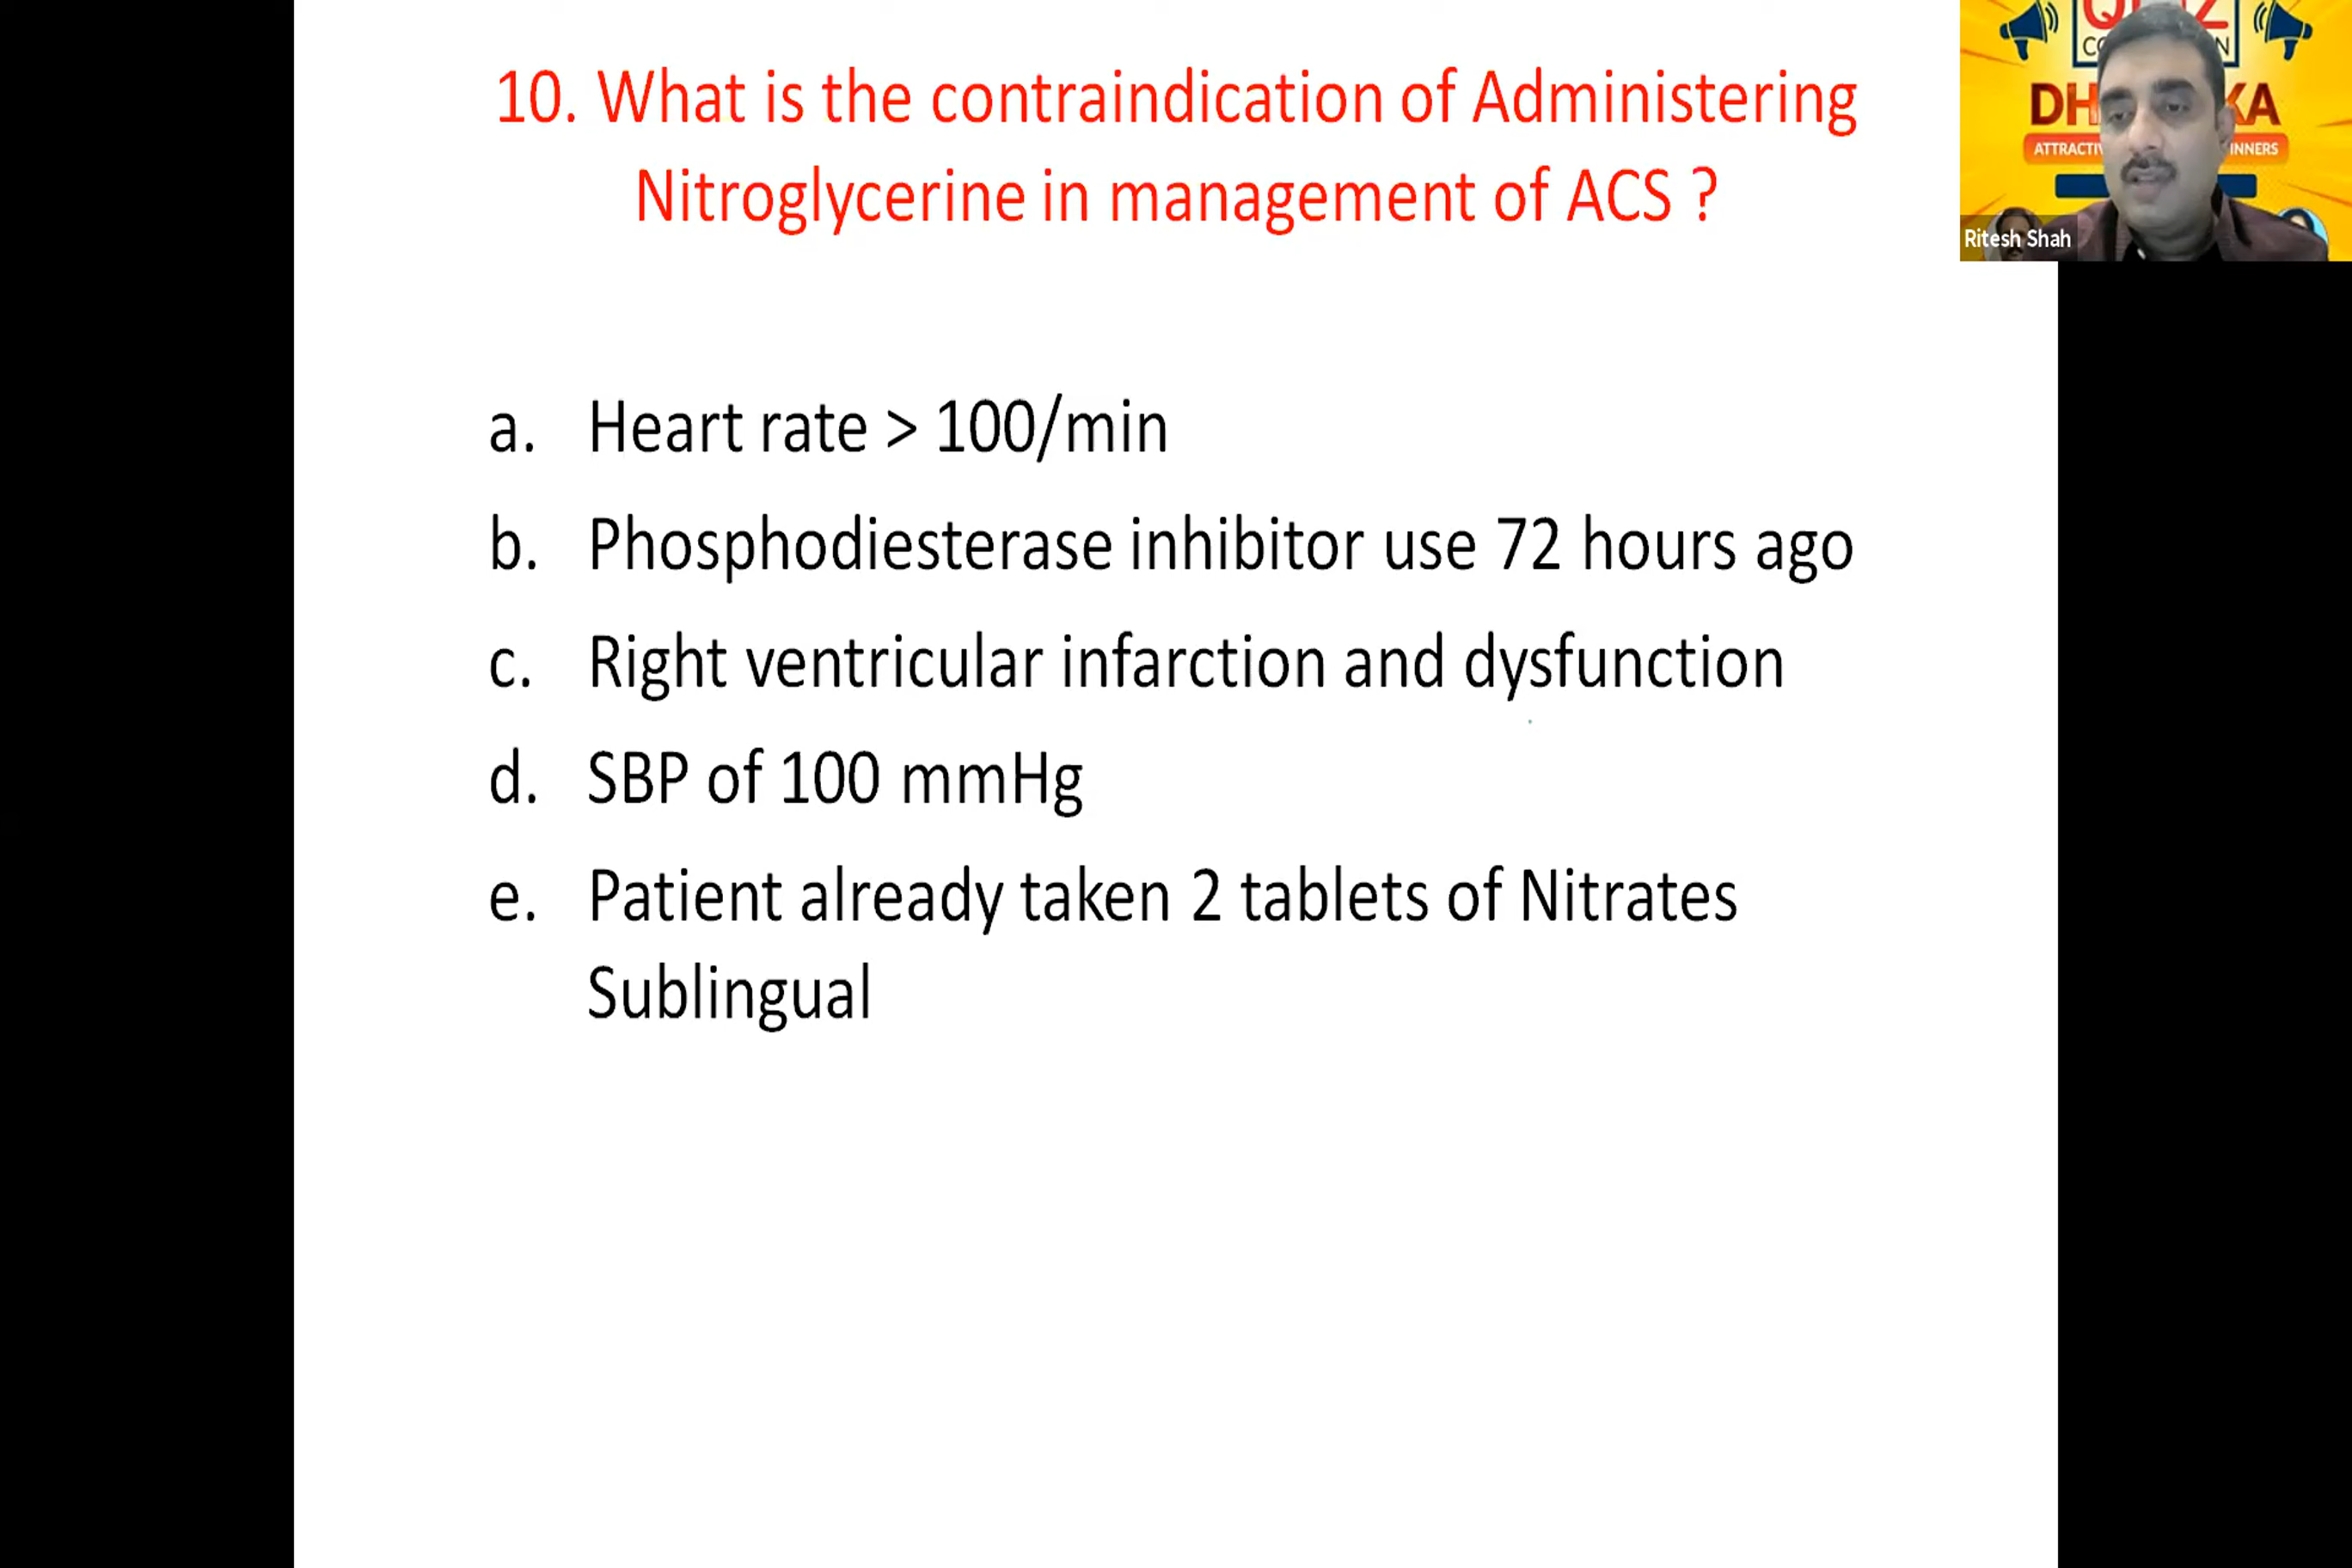 10. What is the contraindication of Administering
Nitroglycerine in management of ACS ?
a. Heart rate > 100/min
b. Phosphodiesterase inhibitor use 72 hours ago
c. Right ventricular infarction and dysfunction
d. SBP of 100 mmHg
e. Patient already taken 2 tablets of Nitrates
Sublingual
Ritesh Shah